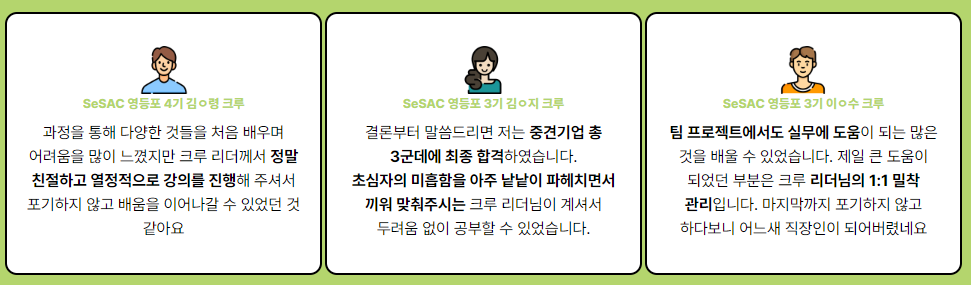 SeSAC 영등포 4기 김ㅇ령 크루
과정을 통해 다양한 것들을 처음 배우며
어려움을 많이 느꼈지만 크루 리더께서 정말
친절하고 열정적으로 강의를 진행해 주셔서
포기하지 않고 배움을 이어나갈 수 있었던 것
같아요
SeSAC 영등포 3기 김ㅇ지 크루
결론부터 말씀드리면 저는 중견기업 총
3군데에 최종 합격하였습니다.
초심자의 미흡함을 아주 낱낱이 파헤치면서
끼워 맞춰주시는 크루 리더님이 계셔서
두려움 없이 공부할 수 있었습니다.
SeSAC 영등포 3기 이ㅇ수 크루
팀 프로젝트에서도 실무에 도움이 되는 많은
것을 배울 수 있었습니다. 제일 큰 도움이
되었던 부분은 크루 리더님의 1:1 밀착
관리입니다. 마지막까지 포기하지 않고
하다보니 어느새 직장인이 되어버렸네요